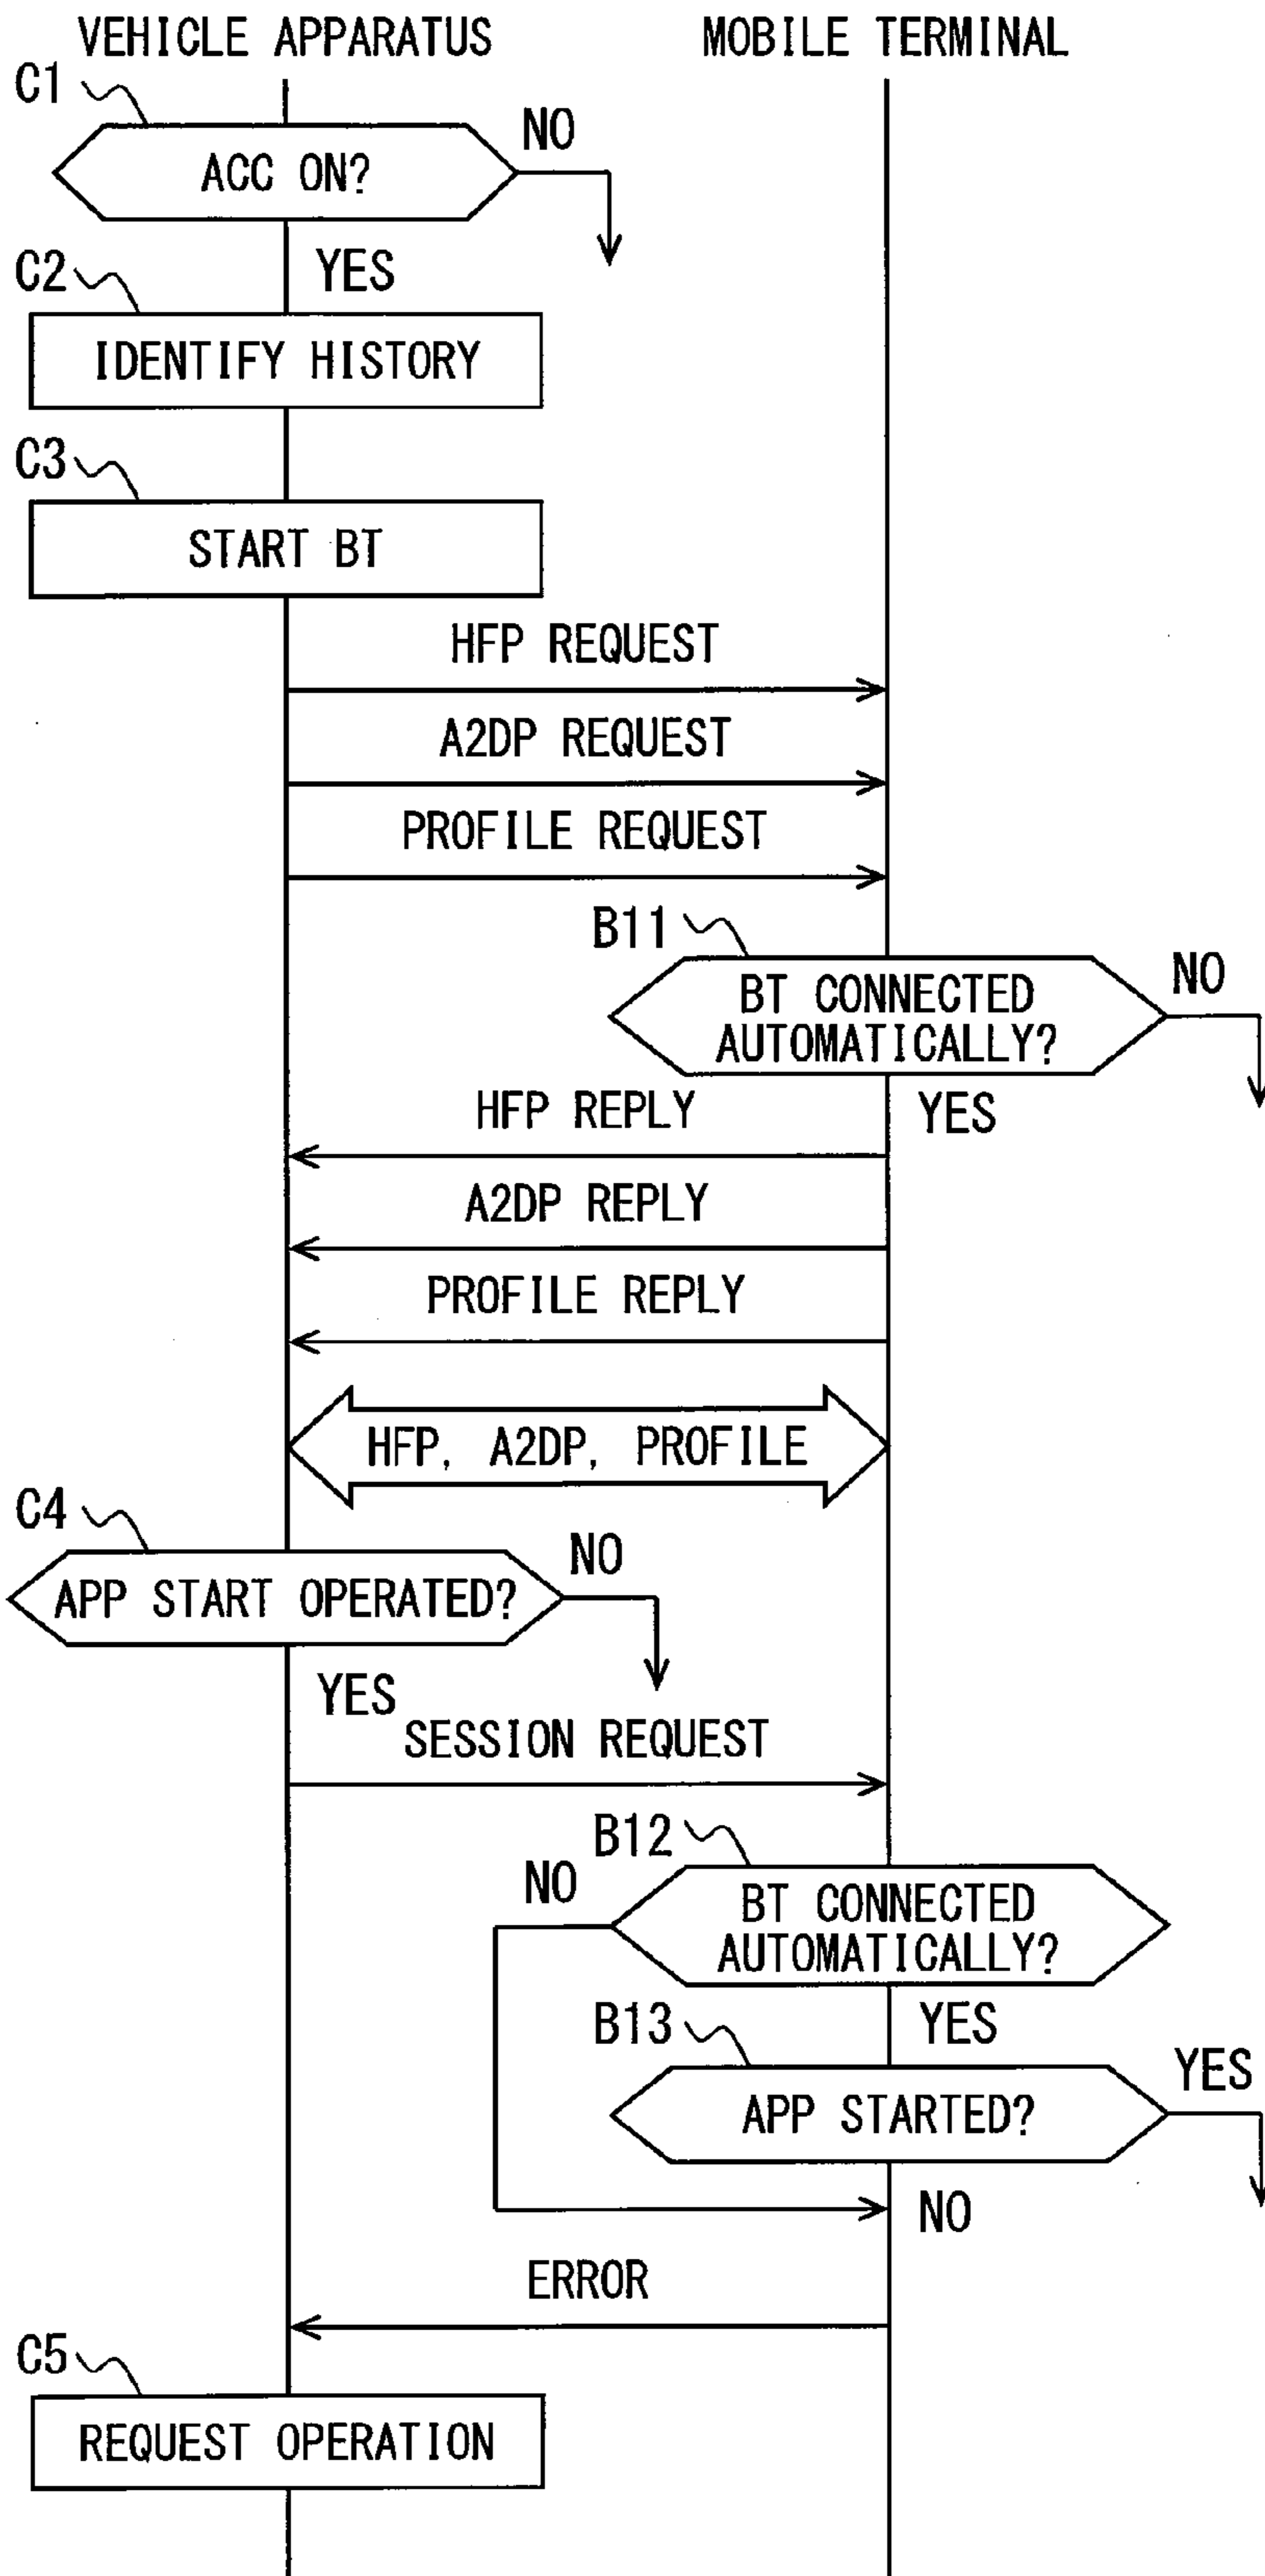 VEHICLE APPARATUS
MOBILE TERMINAL
C1
ACC ON?
NO
YES
C2
IDENTIFY HISTORY
C3
START BT
HFP REQUEST
A2DP REQUEST
PROFILE REQUEST
B11
BT CONNECTED
AUTOMATICALLY?
NO
YES
HFP REPLY
A2DP REPLY
PROFILE REPLY
HFP, A2DP, PROFILE
C4
APP START OPERATED?
NO
YES
SESSION REQUEST
B12
NO
BT CONNECTED
AUTOMATICALLY?
YES
B13
APP STARTED?
YES
NO
ERROR
C5
REQUEST OPERATION